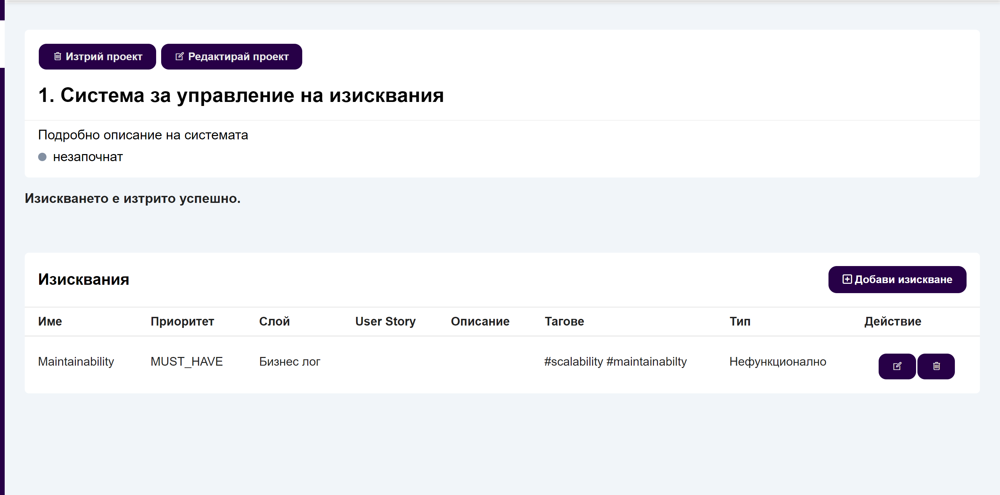 Изтрий проект Редактирай проект
1. Система за управление на изисквания
Подробно описание на системата
незапочнат
Изискването е изтрито успешно.
Изисквания Добави изискване
Име Приоритет Слой User Story Описание Тагове Тип Действие
Maintainability MUST_HAVE Бизнес лог #scalability #maintainabilty Нефункционално